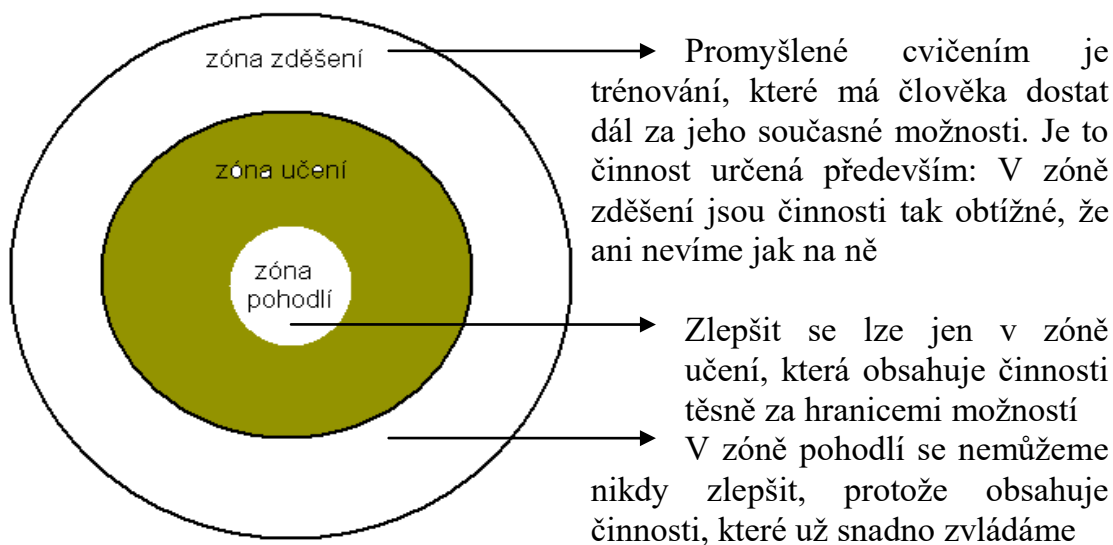 zóna zděšení
zóna učení
zóna
pohodlí
Promyšlené cvičením je
trénování, které má člověka dostat
dál za jeho současné možnosti. Je to
činnost určená především: V zóně
zděšení jsou činnosti tak obtížné, že
ani nevíme jak na ně
Zlepšit se lze jen v zóně
učení, která obsahuje činnosti
těsně za hranicemi možností
V zóně pohodlí se nemůžeme
nikdy zlepšit, protože obsahuje
činnosti, které už snadno zvládáme